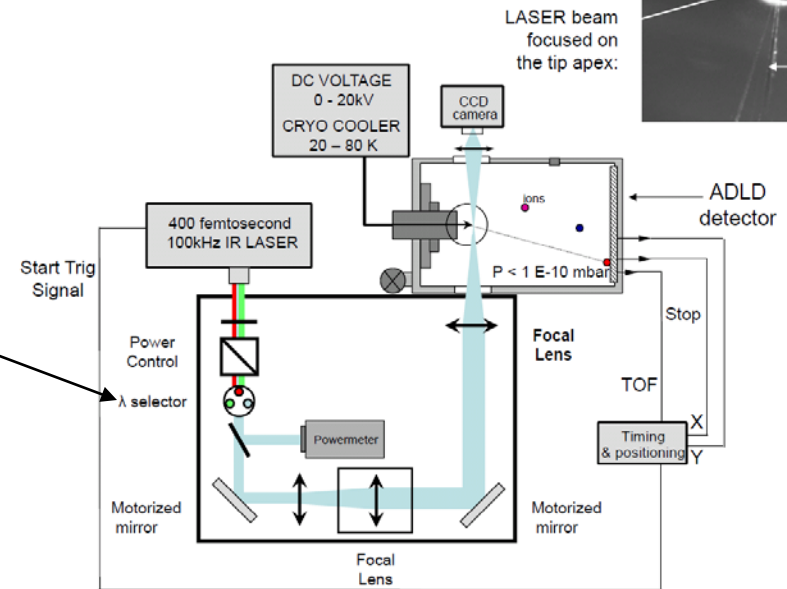 LASER beam
focused on
the tip apex:
DC VOLTAGE
0 - 20kV
CRYO COOLER
20 – 80 K
CCD
camera
ions
ADLD
detector
400 femtosecond
100kHz IR LASER
P < 1 E-10 mbar
Start Trig
Signal
Stop
Power
Control
Focal
Lens
TOF
λ selector
X
Timing
& positioning
Y
Powermeter
Motorized
mirror
Motorized
mirror
Focal
Lens